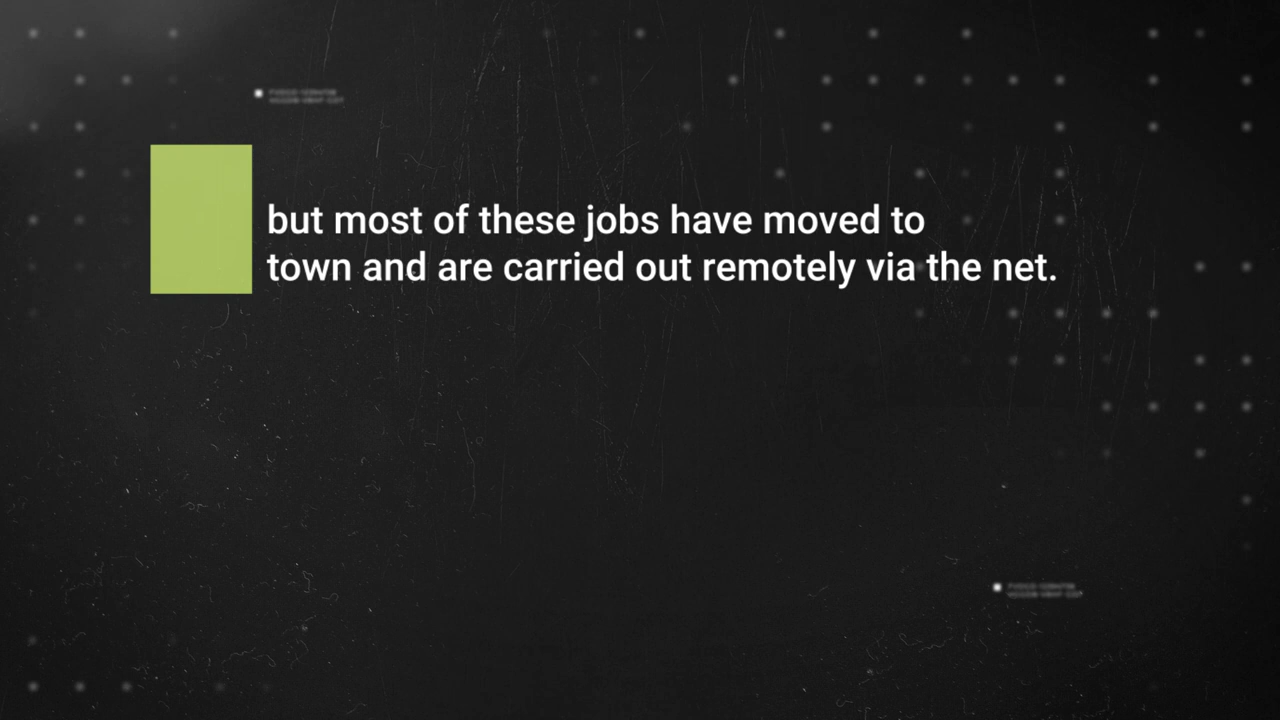 but most of these jobs have moved to
town and are carried out remotely via the net.